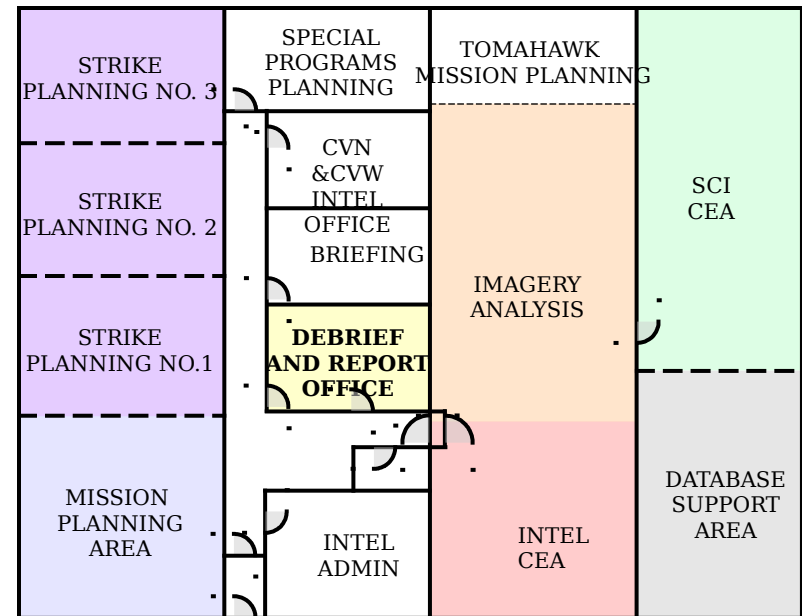 STRIKE
PLANNING NO. 3
SPECIAL
PROGRAMS
PLANNING
TOMAHAWK
MISSION PLANNING
STRIKE
PLANNING NO. 2
CVN
&CVW
INTEL
OFFICE
BRIEFING
SCI
CEA
IMAGERY
ANALYSIS
STRIKE
PLANNING NO.1
DEBRIEF
AND REPORT
OFFICE
MISSION
PLANNING
AREA
INTEL
ADMIN
INTEL
CEA
DATABASE
SUPPORT
AREA